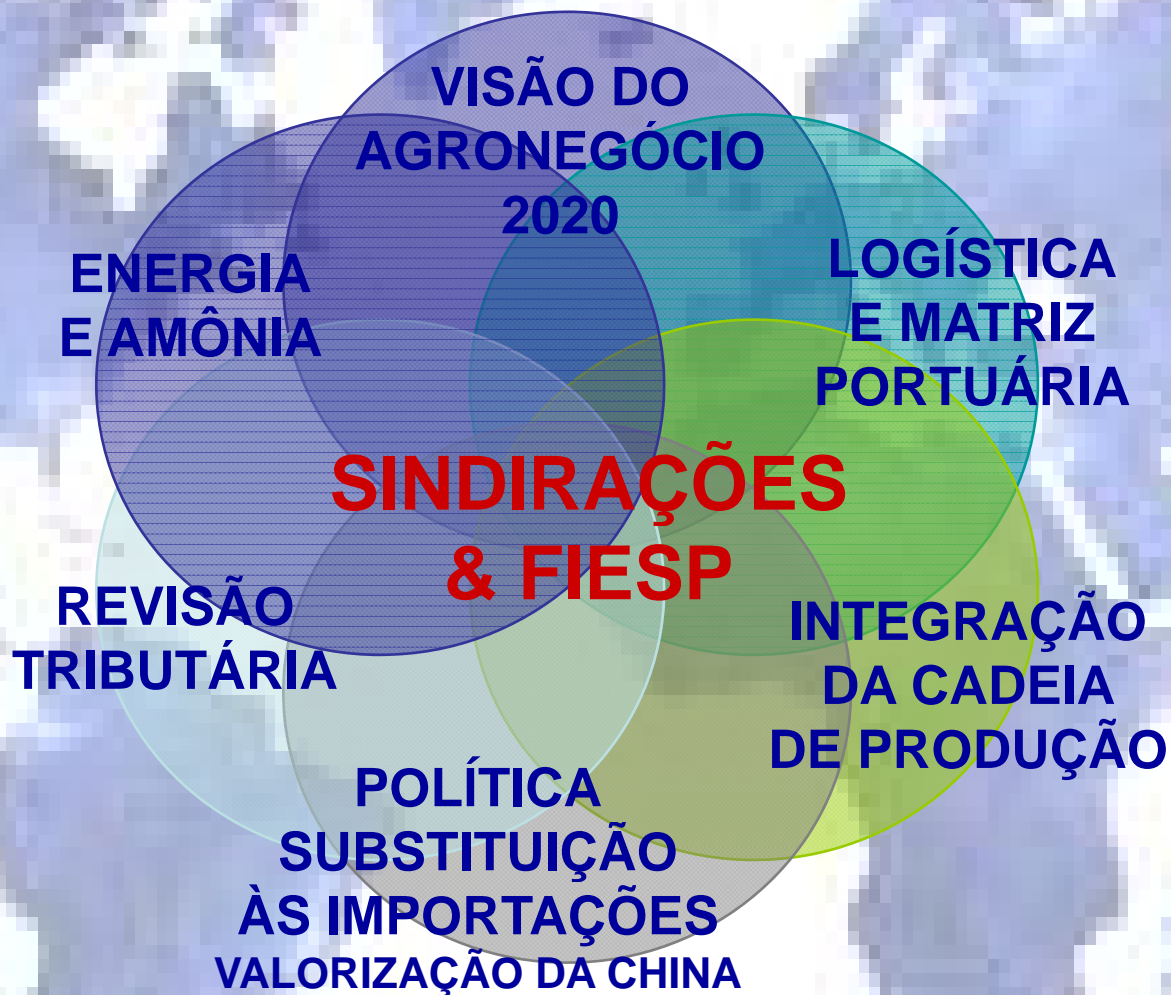 VISÃO DO
AGRONEGÓCIO
2020
ENERGIA
E AMÔNIA
LOGÍSTICA
E MATRIZ
PORTUÁRIA
SINDIRAÇÕES
& FIESP
REVISÃO
TRIBUTÁRIA
INTEGRAÇÃO
DA CADEIA
DE PRODUÇÃO
POLÍTICA
SUBSTITUIÇÃO
ÀS IMPORTAÇÕES
VALORIZAÇÃO DA CHINA